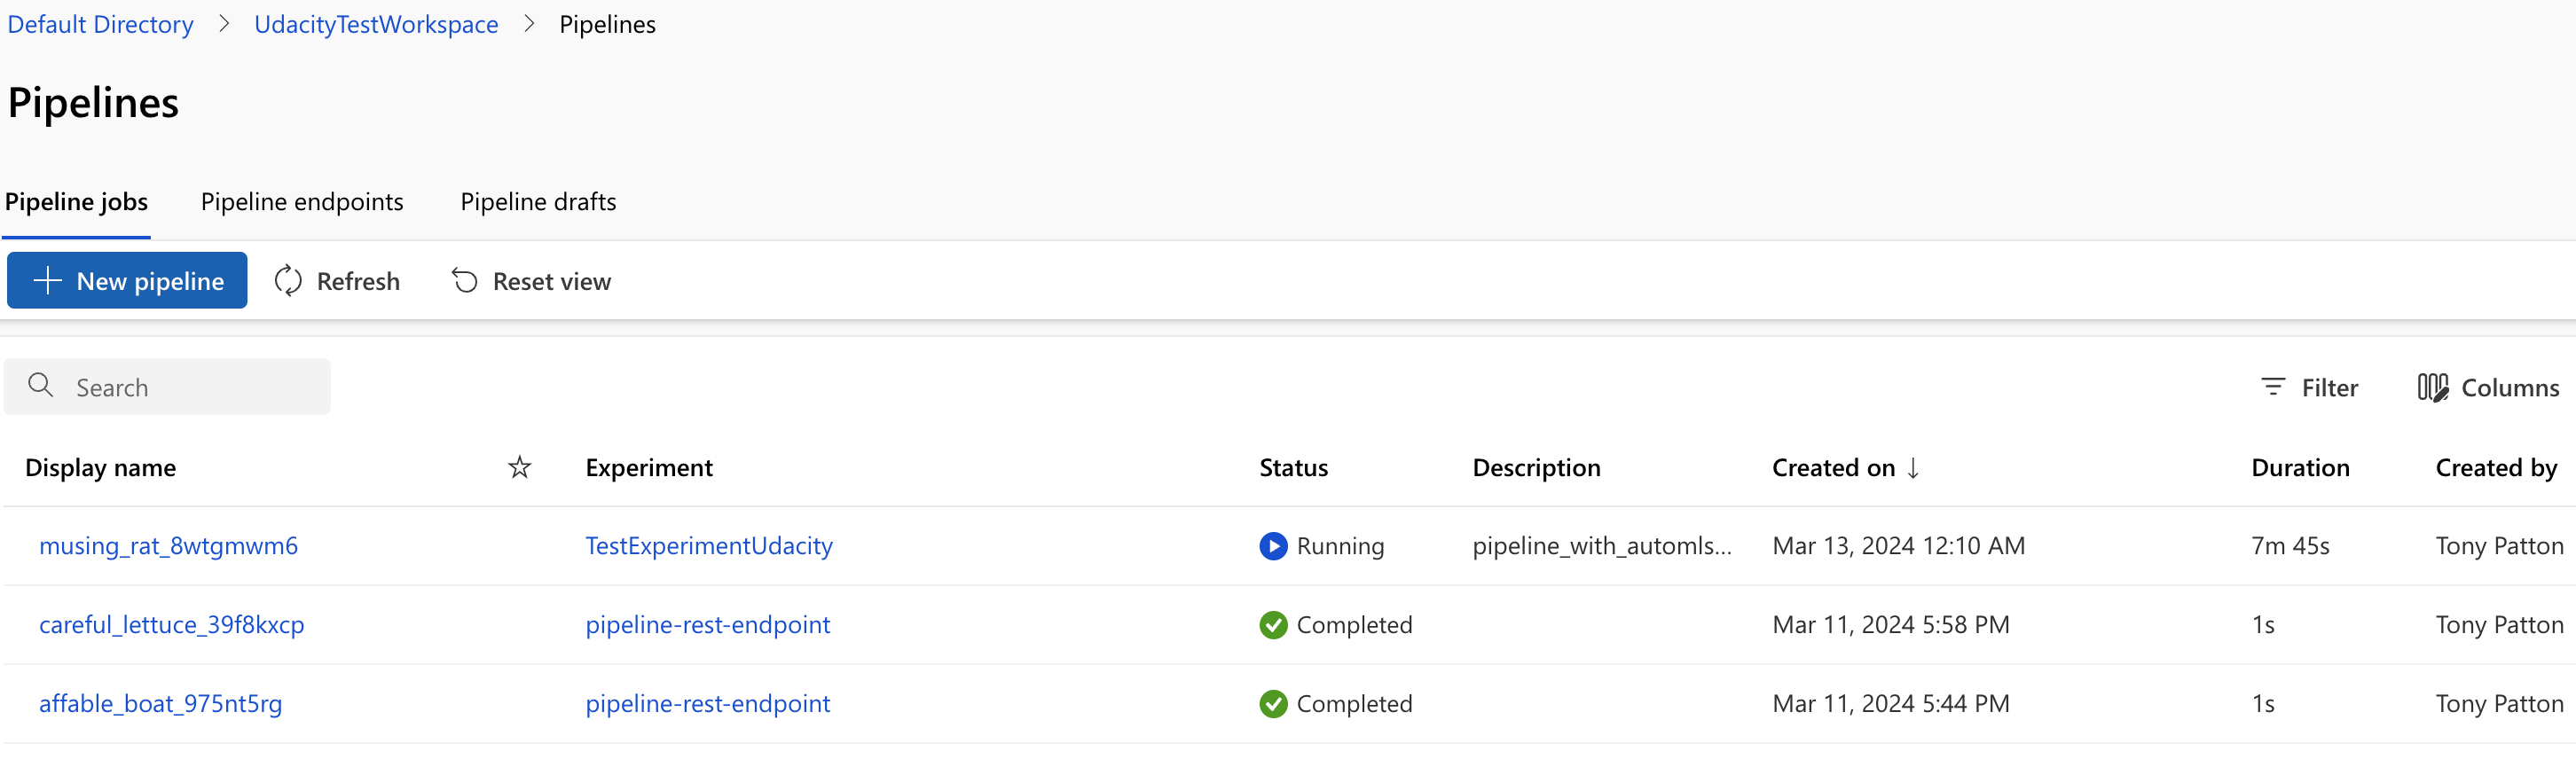 Default Directory > UdacityTestWorkspace > Pipelines
Pipelines
Pipeline jobs Pipeline endpoints Pipeline drafts
New pipeline Refresh Reset view
Search Filter Columns
Display name Experiment Status Description Created on ↓ Duration Created by
musing_rat_8wtgmwm6 TestExperimentUdacity Running pipeline_with_automls... Mar 13, 2024 12:10 AM 7m 45s Tony Patton
careful_lettuce_39f8kxcp pipeline-rest-endpoint Completed Mar 11, 2024 5:58 PM 1s Tony Patton
affable_boat_975nt5rg pipeline-rest-endpoint Completed Mar 11, 2024 5:44 PM 1s Tony Patton